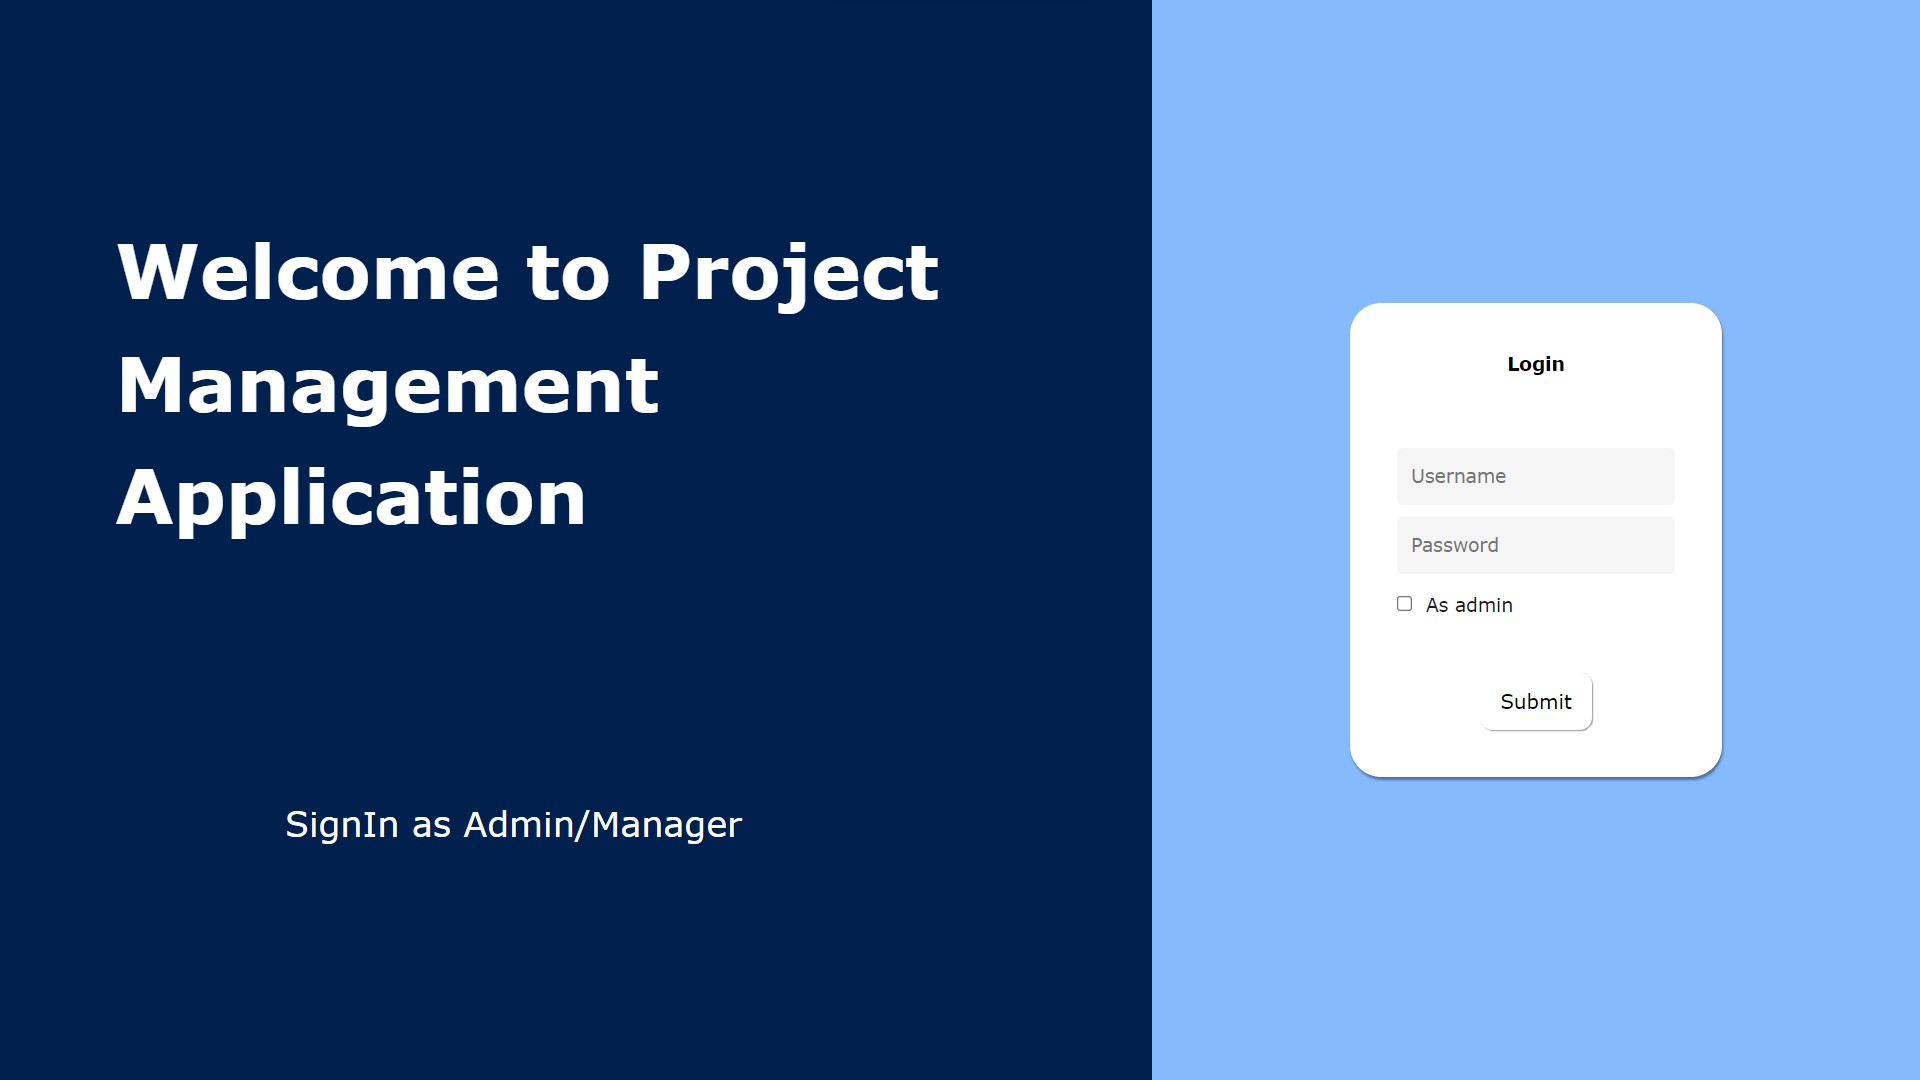 Welcome to Project
Management
Application
SignIn as Admin/Manager
Login
Username
Password
As admin
Submit